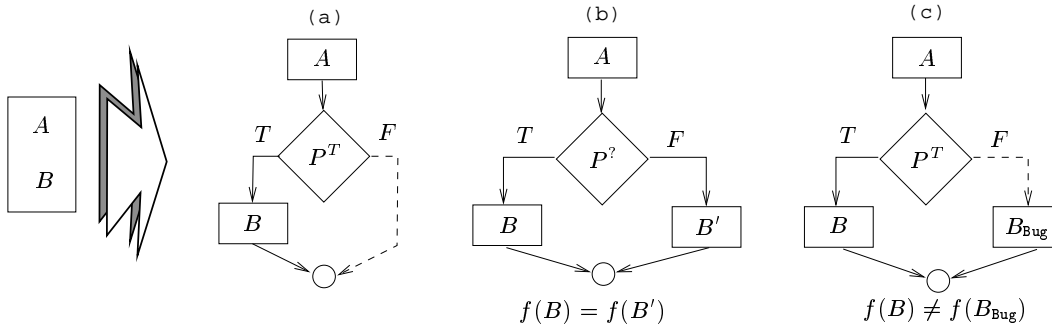 (a) (b) (c)
A A A
A
T F T F T F
P^T P^? P^T
B
B B B' B B_Bug
f(B) = f(B') f(B) ≠ f(B_Bug)